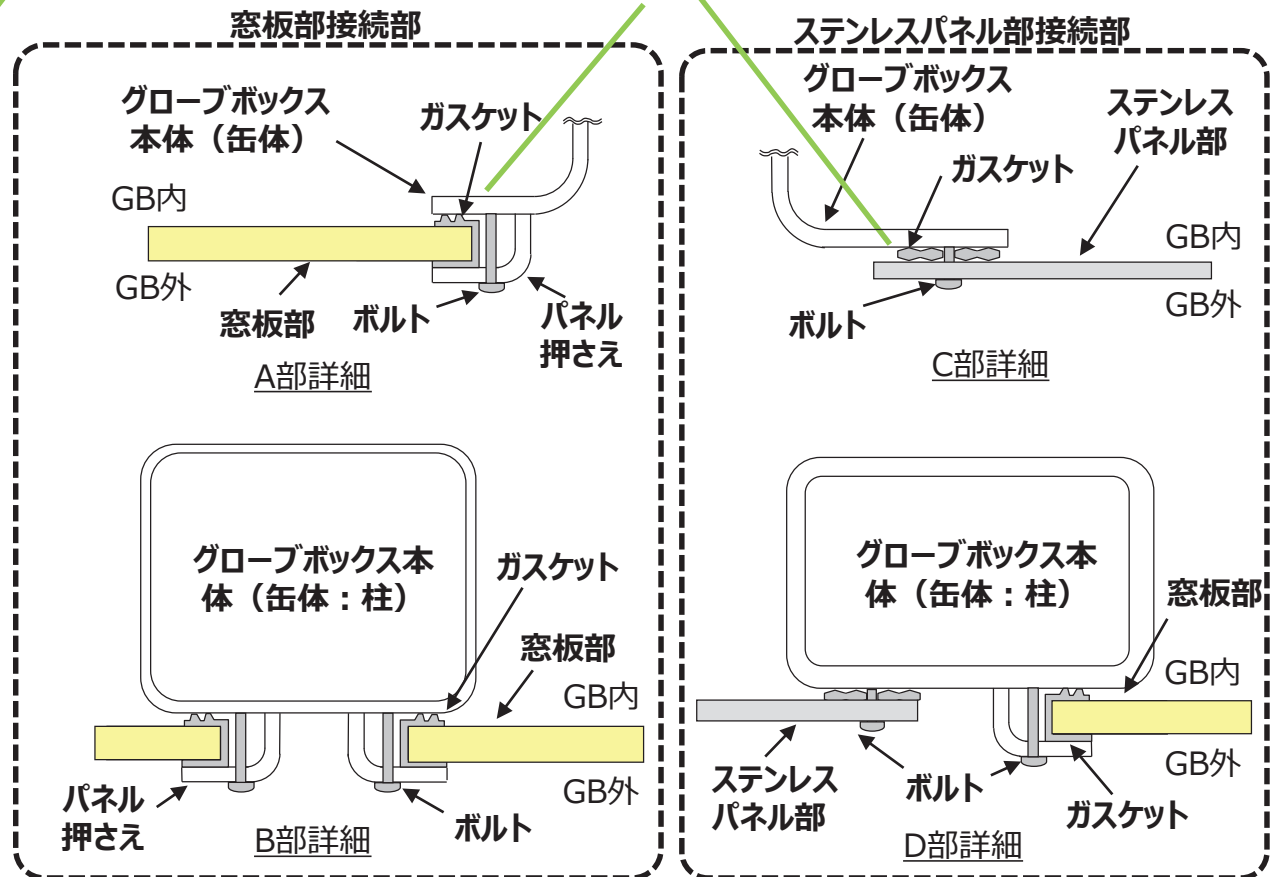 窓板部接続部
グローブボックス
本体（缶体）
ガスケット
GB内
GB外
窓板部
ボルト
パネル
押さえ
A部詳細
グローブボックス本
体（缶体：柱）
ガスケット
窓板部
GB内
GB外
パネル
押さえ
ボルト
B部詳細
ステンレスパネル部接続部
グローブボックス
本体（缶体）
ステンレス
パネル部
ガスケット
GB内
GB外
ボルト
C部詳細
グローブボックス本
体（缶体：柱）
窓板部
GB内
GB外
ステンレス
パネル部
ボルト
ガスケット
D部詳細